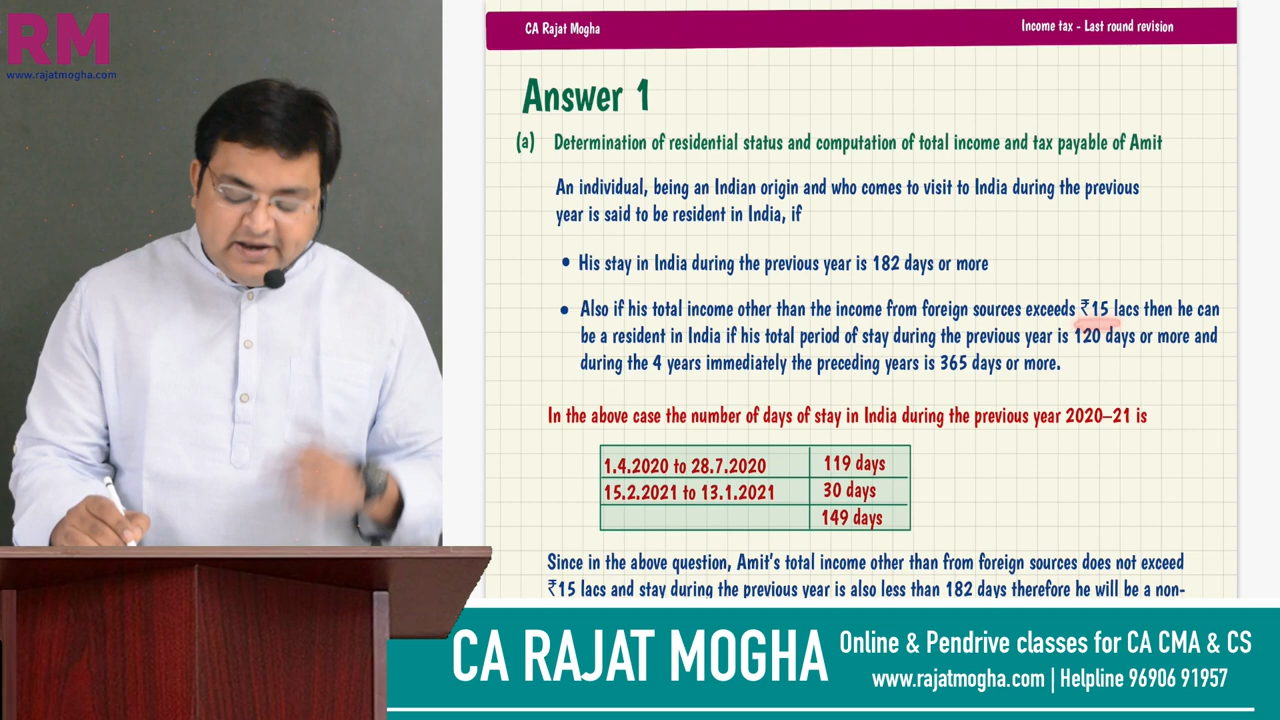 RM
www.rajatmogha.com
CA Rajat Mogha
Income tax - Last round revision
Answer 1
(a) Determination of residential status and computation of total income and tax payable of Amit
An individual, being an Indian origin and who comes to visit to India during the previous
year is said to be resident in India, if
• His stay in India during the previous year is 182 days or more
• Also if his total income other than the income from foreign sources exceeds ₹15 lacs then he can
be a resident in India if his total period of stay during the previous year is 120 days or more and
during the 4 years immediately the preceding years is 365 days or more.
In the above case the number of days of stay in India during the previous year 2020–21 is
1.4.2020 to 28.7.2020 119 days
15.2.2021 to 13.1.2021 30 days
149 days
Since in the above question, Amit's total income other than from foreign sources does not exceed
₹15 lacs and stay during the previous year is also less than 182 days therefore he will be a non-
CA RAJAT MOGHA
Online & Pendrive classes for CA CMA & CS
www.rajatmogha.com | Helpline 96906 91957